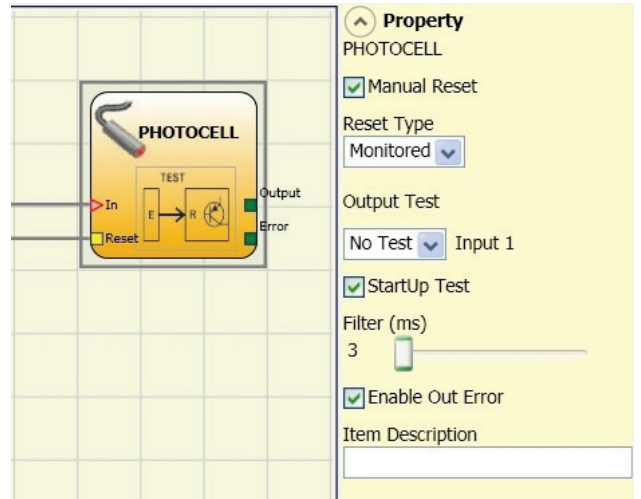 PHOTOCELL
TEST
In
E
R
Output
Reset
Error
Property
PHOTOCELL
Manual Reset
Reset Type
Monitored
Output Test
No Test Input 1
StartUp Test
Filter (ms)
3
Enable Out Error
Item Description